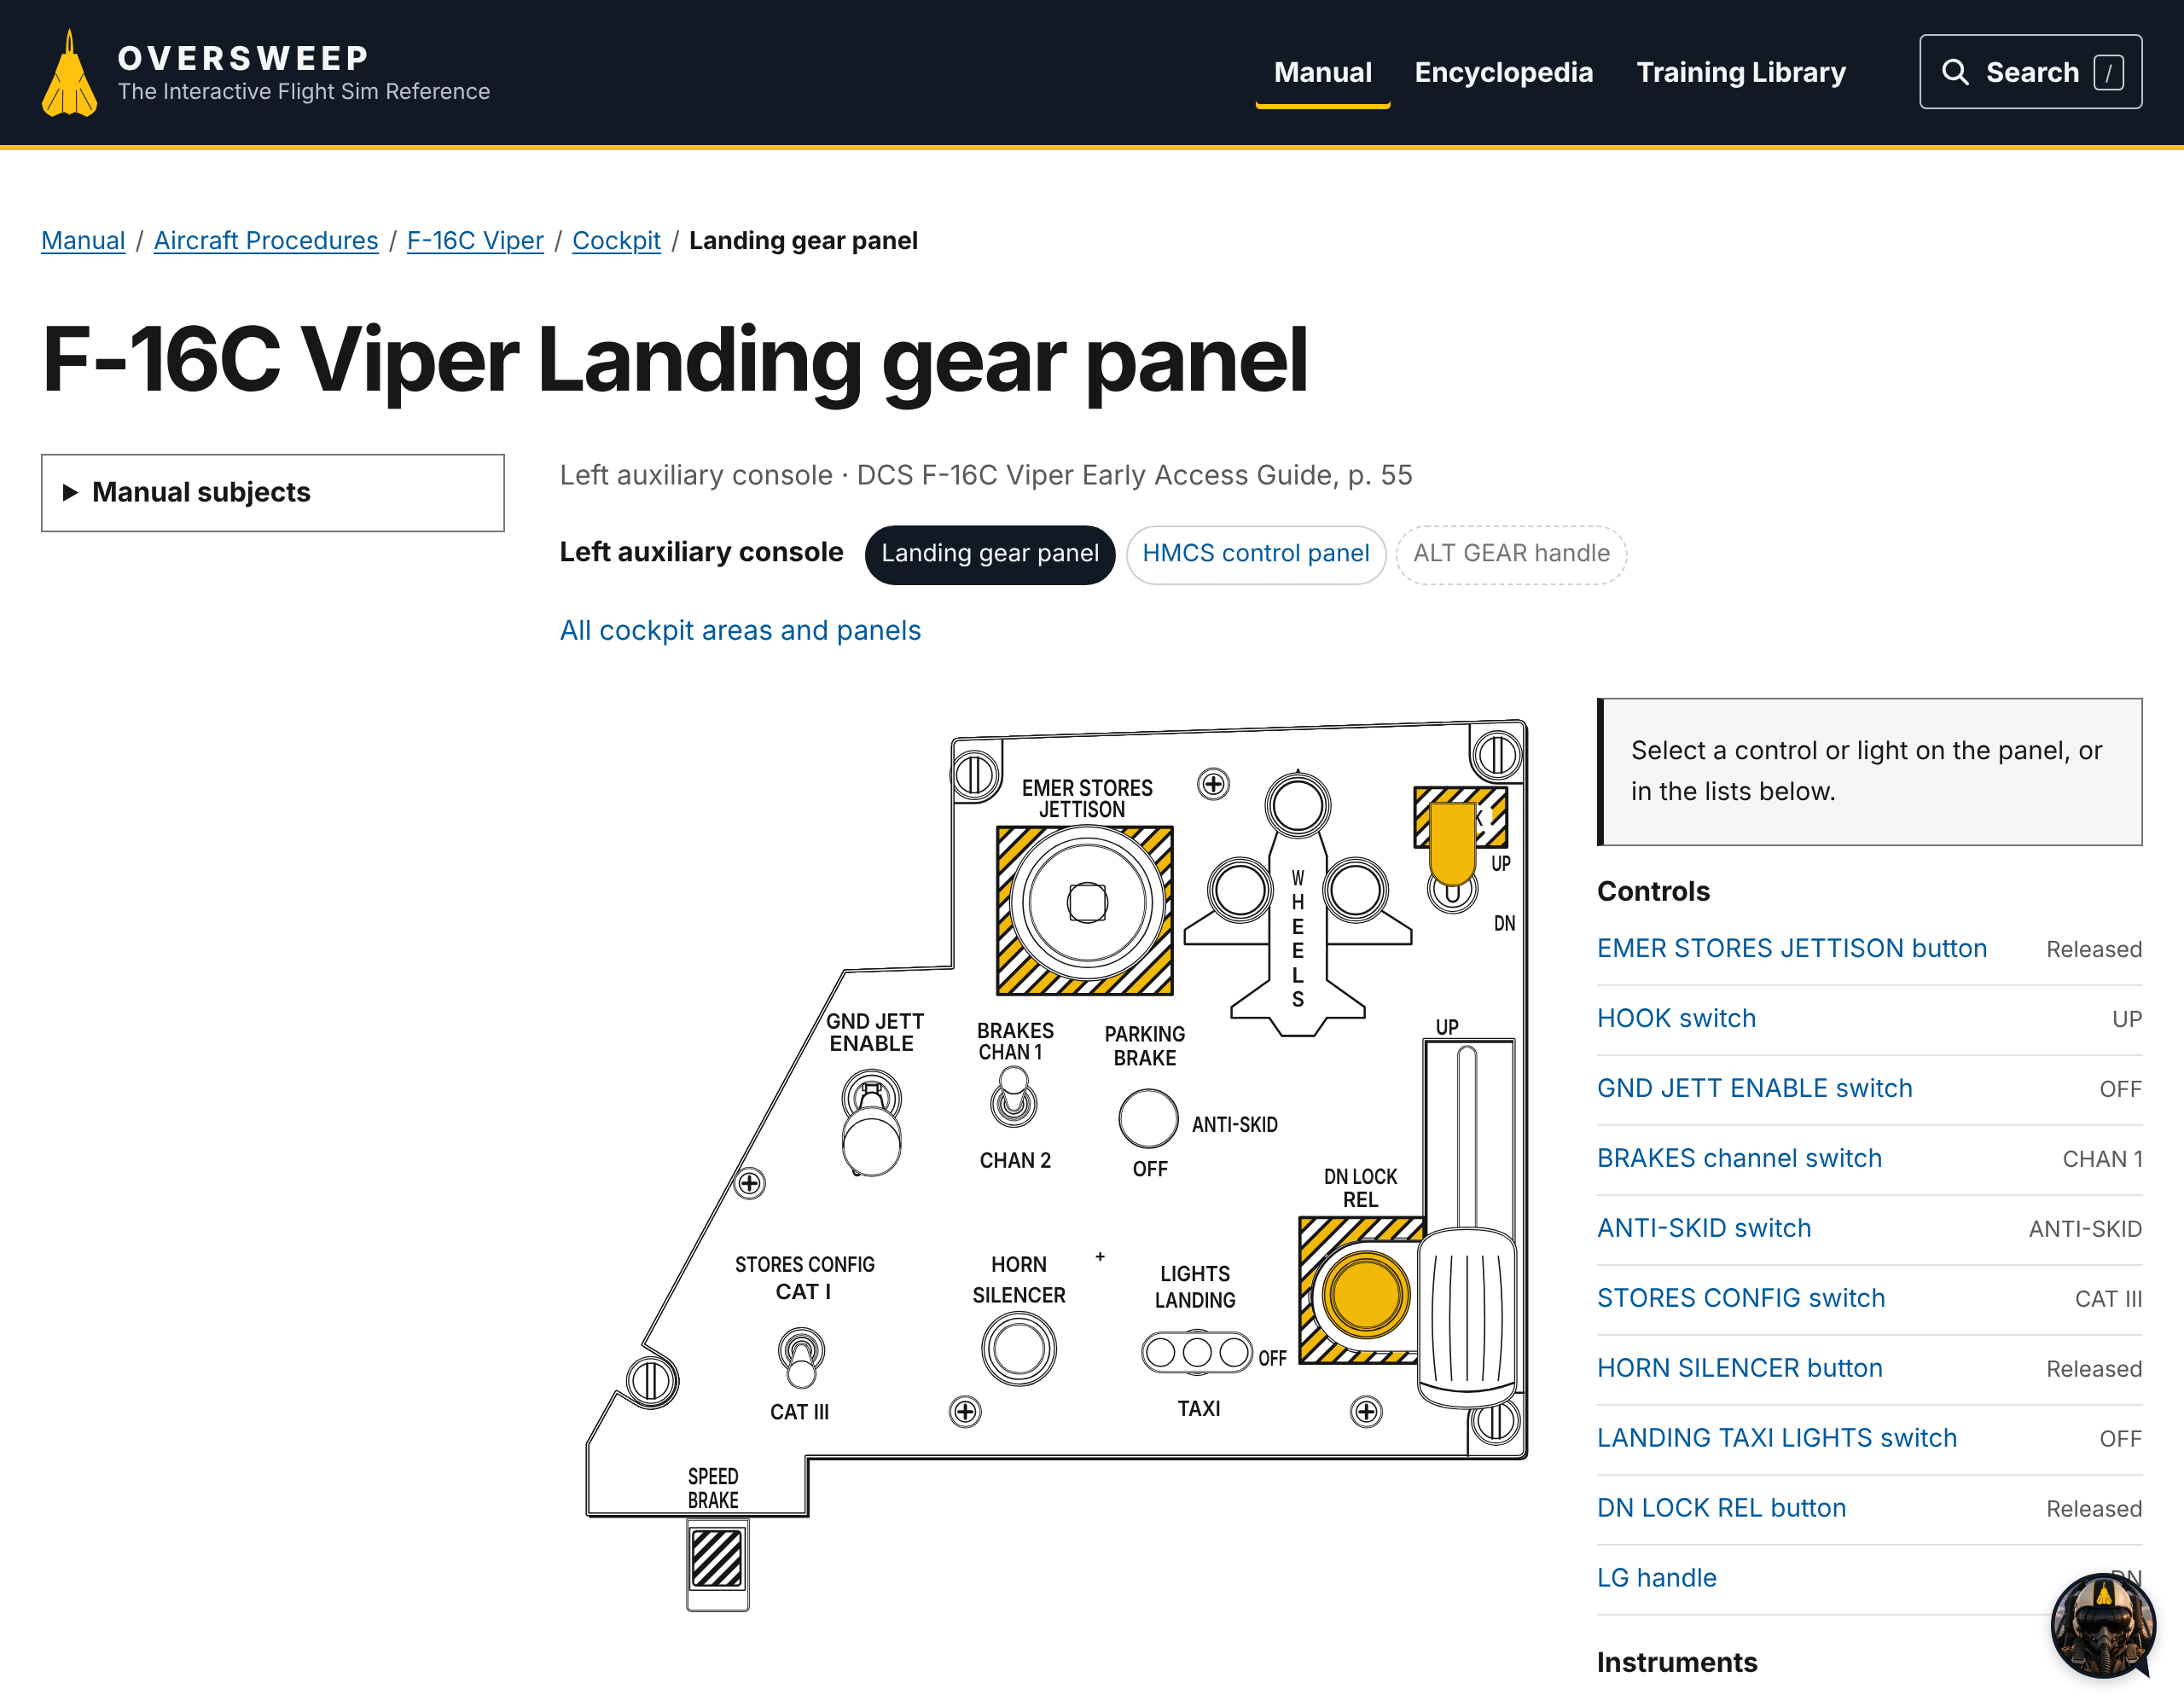 OVERSWEEP
The Interactive Flight Sim Reference
Manual
Encyclopedia
Training Library
Search /
Manual / Aircraft Procedures / F-16C Viper / Cockpit / Landing gear panel
F-16C Viper Landing gear panel
Manual subjects
Left auxiliary console · DCS F-16C Viper Early Access Guide, p. 55
Left auxiliary console
Landing gear panel
HMCS control panel
ALT GEAR handle
All cockpit areas and panels
EMER STORES
JETTISON
WHEELS
UP
DN
GND JETT
ENABLE
BRAKES
CHAN 1
CHAN 2
PARKING
BRAKE
ANTI-SKID
OFF
UP
DN LOCK
REL
STORES CONFIG
CAT I
CAT III
HORN
SILENCER
LIGHTS
LANDING
OFF
TAXI
SPEED
BRAKE
Select a control or light on the panel, or
in the lists below.
Controls
EMER STORES JETTISON button Released
HOOK switch UP
GND JETT ENABLE switch OFF
BRAKES channel switch CHAN 1
ANTI-SKID switch ANTI-SKID
STORES CONFIG switch CAT III
HORN SILENCER button Released
LANDING TAXI LIGHTS switch OFF
DN LOCK REL button Released
LG handle DN
Instruments